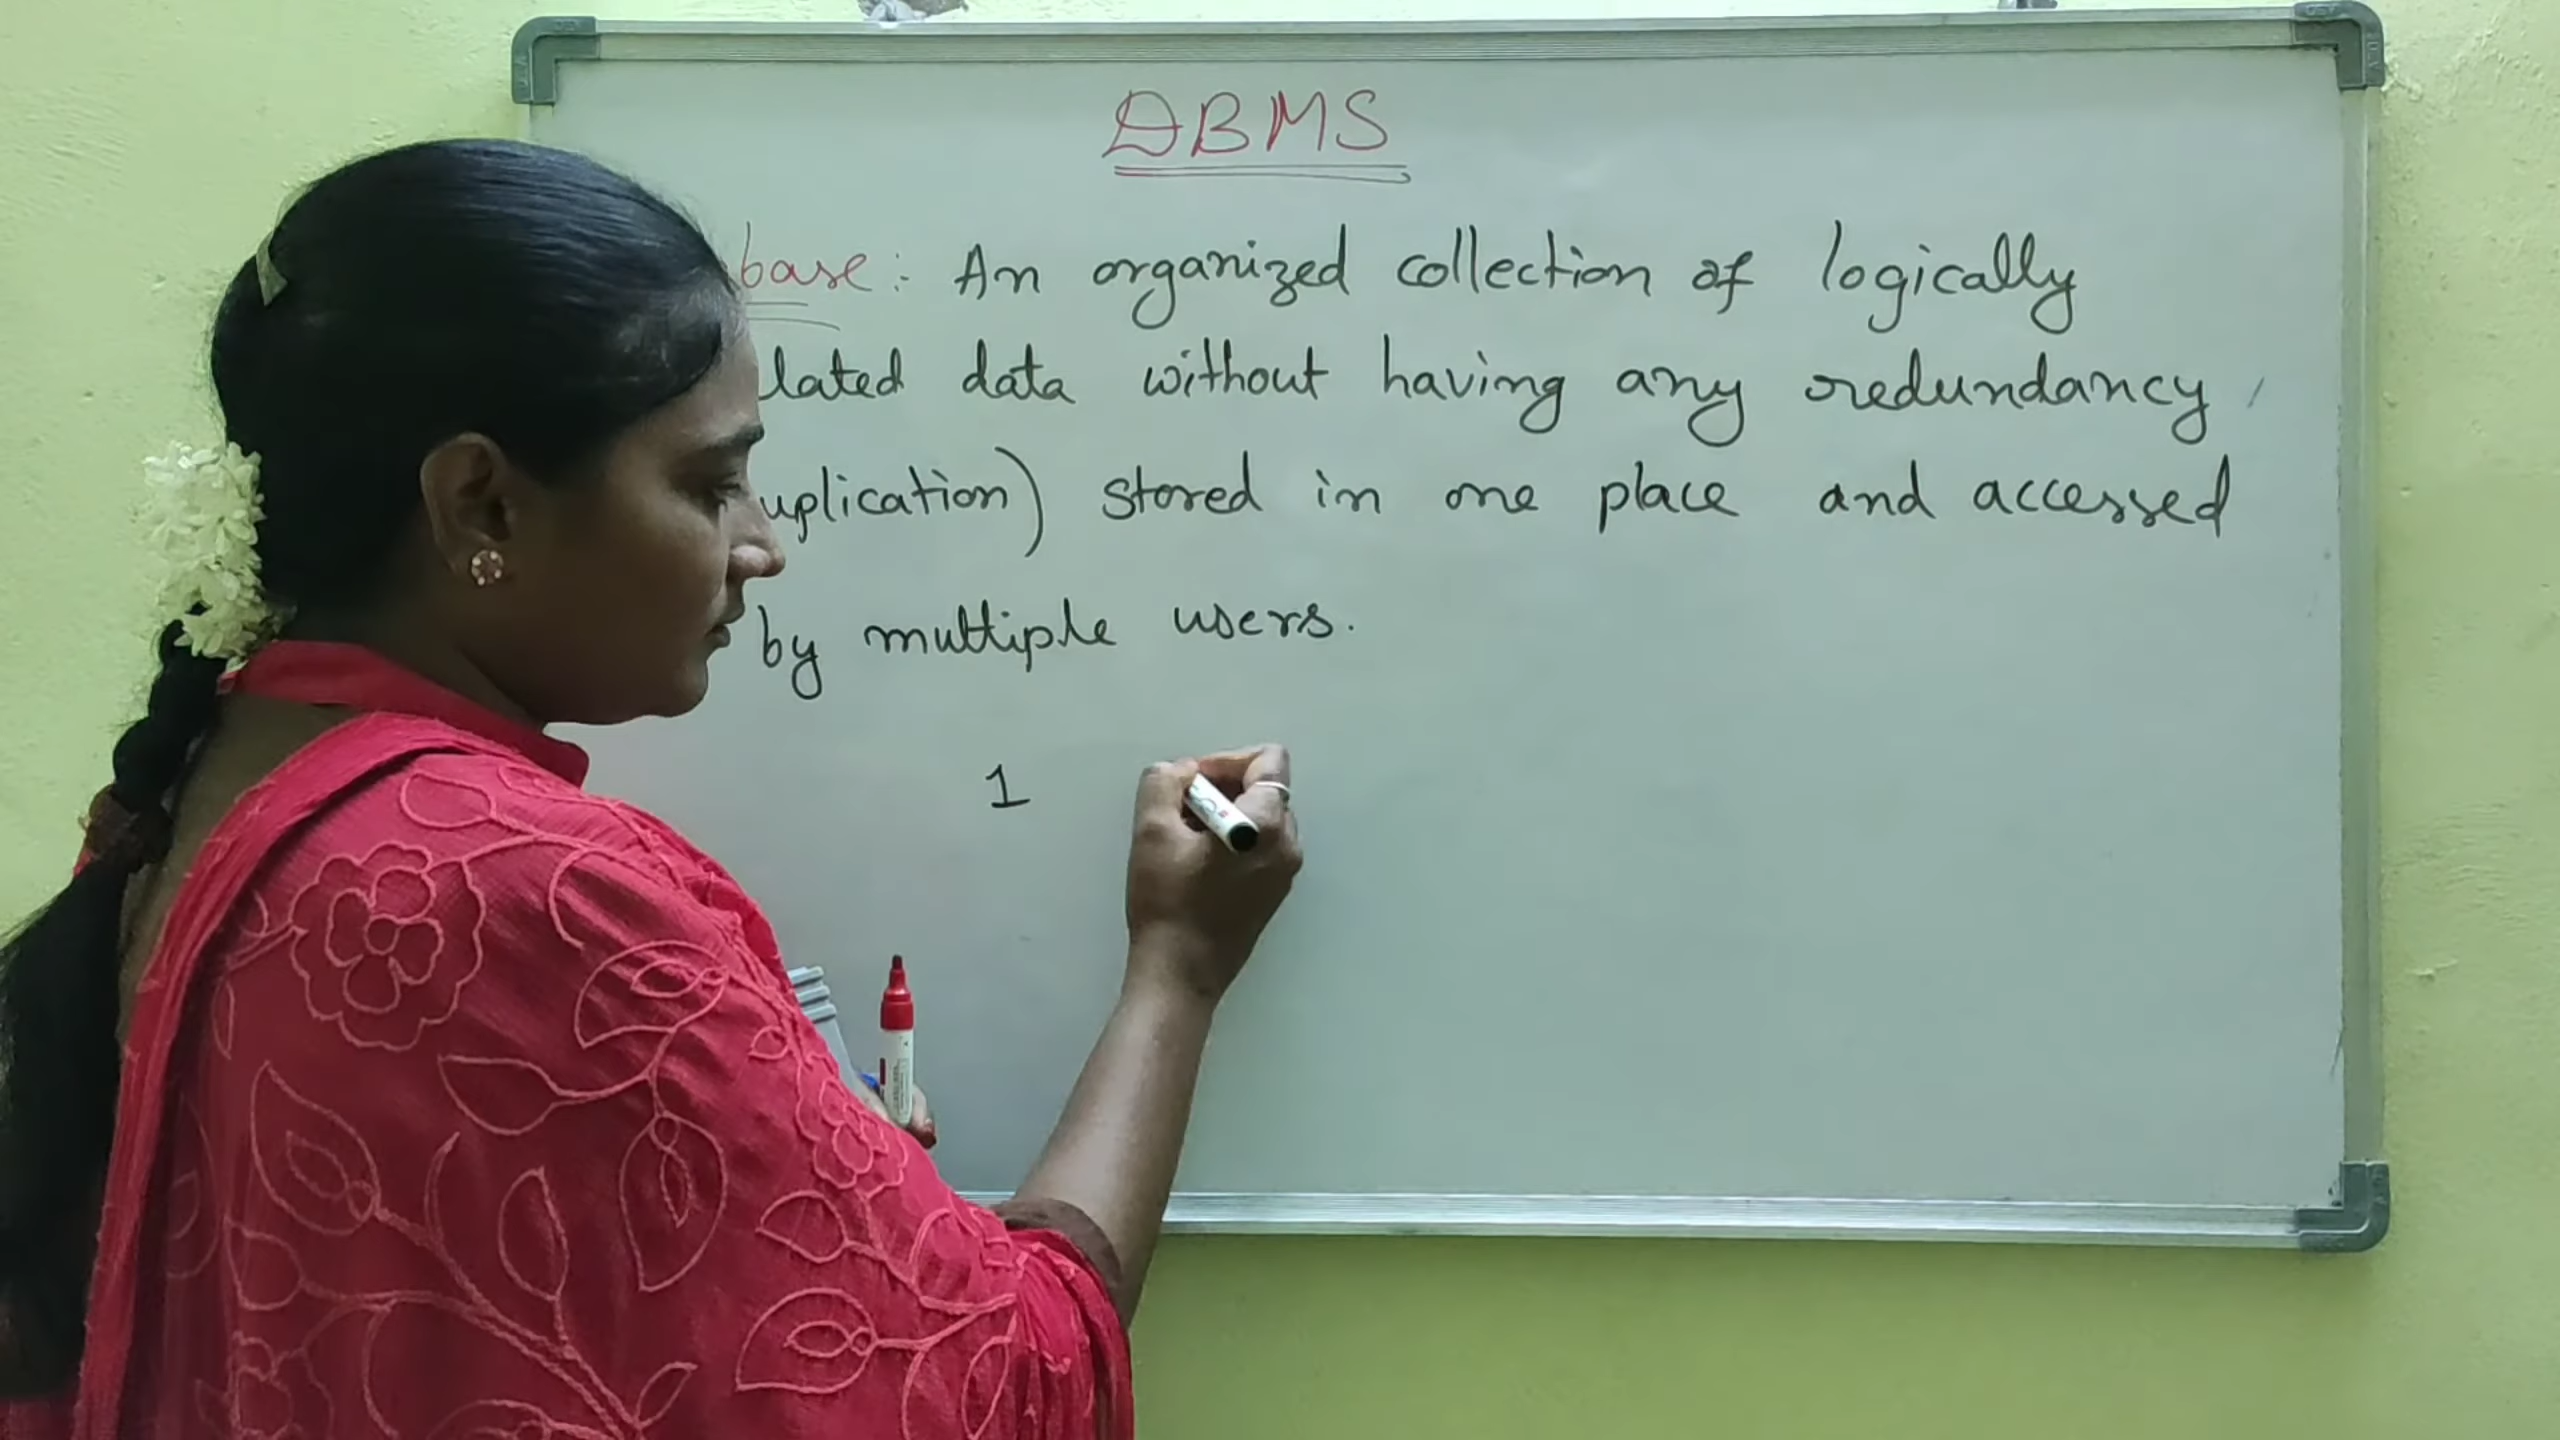 DBMS
base: An organized collection of logically
lated data without having any redundancy
uplication) stored in one place and accessed
by multiple users.
1